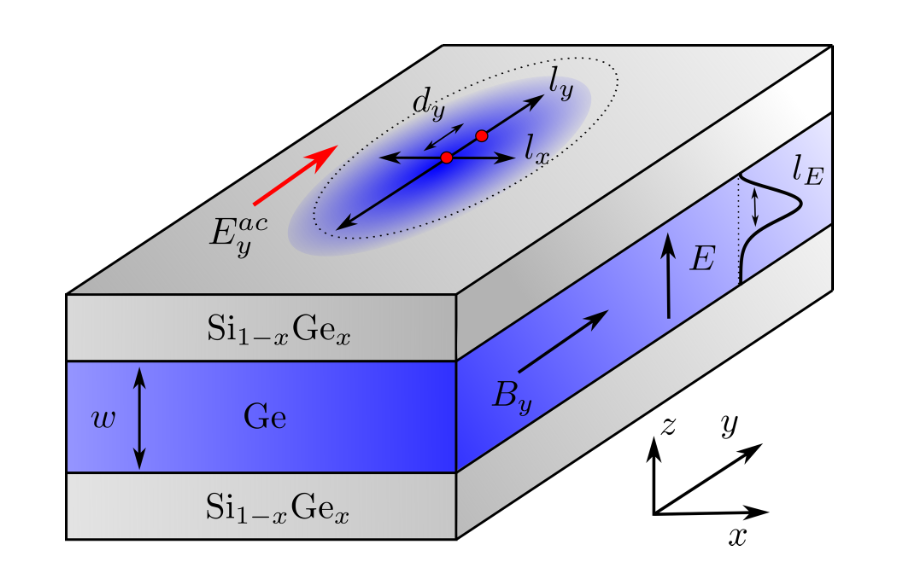 d_y
l_y
l_x
E_y^{ac}
l_E
E
Si_{1−x}Ge_x
B_y
w
Ge
z
y
Si_{1−x}Ge_x
x